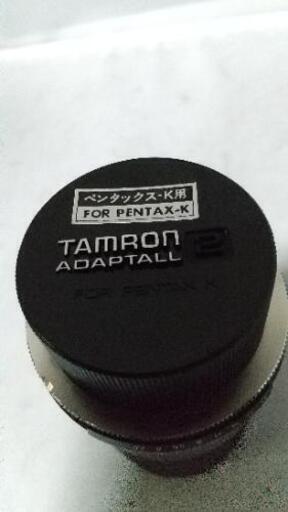 ペンタックス-K用
FOR PENTAX-K
TAMRON
ADAPTALL 2
FOR PENTAX K